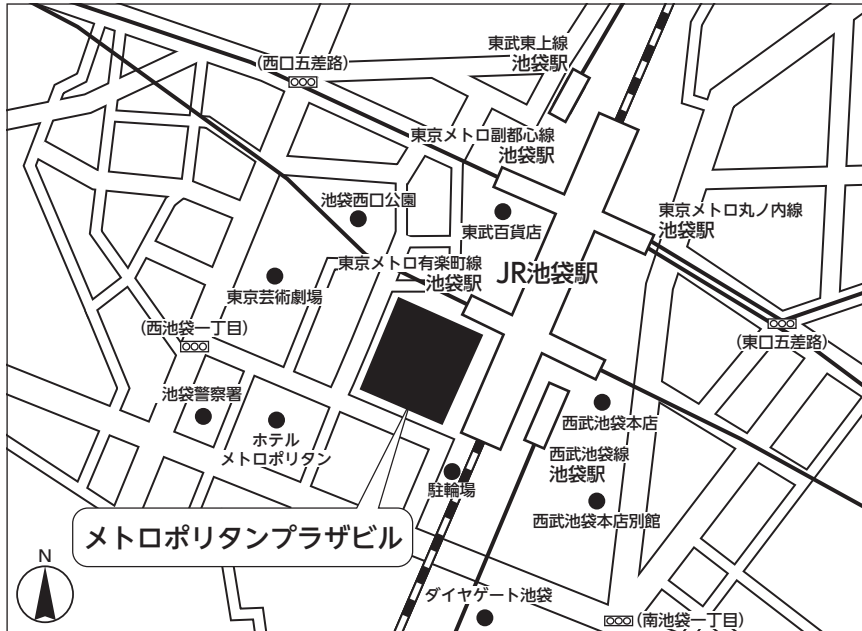 東武東上線
池袋駅
(西口五差路)
東京メトロ副都心線
池袋駅
池袋西口公園
東武百貨店
東京メトロ丸ノ内線
池袋駅
東京メトロ有楽町線
池袋駅
JR池袋駅
東京芸術劇場
(西池袋一丁目)
(東口五差路)
池袋警察署
ホテル
メトロポリタン
西武池袋本店
西武池袋線
池袋駅
駐輪場
西武池袋本店別館
メトロポリタンプラザビル
N
ダイヤゲート池袋
(南池袋一丁目)